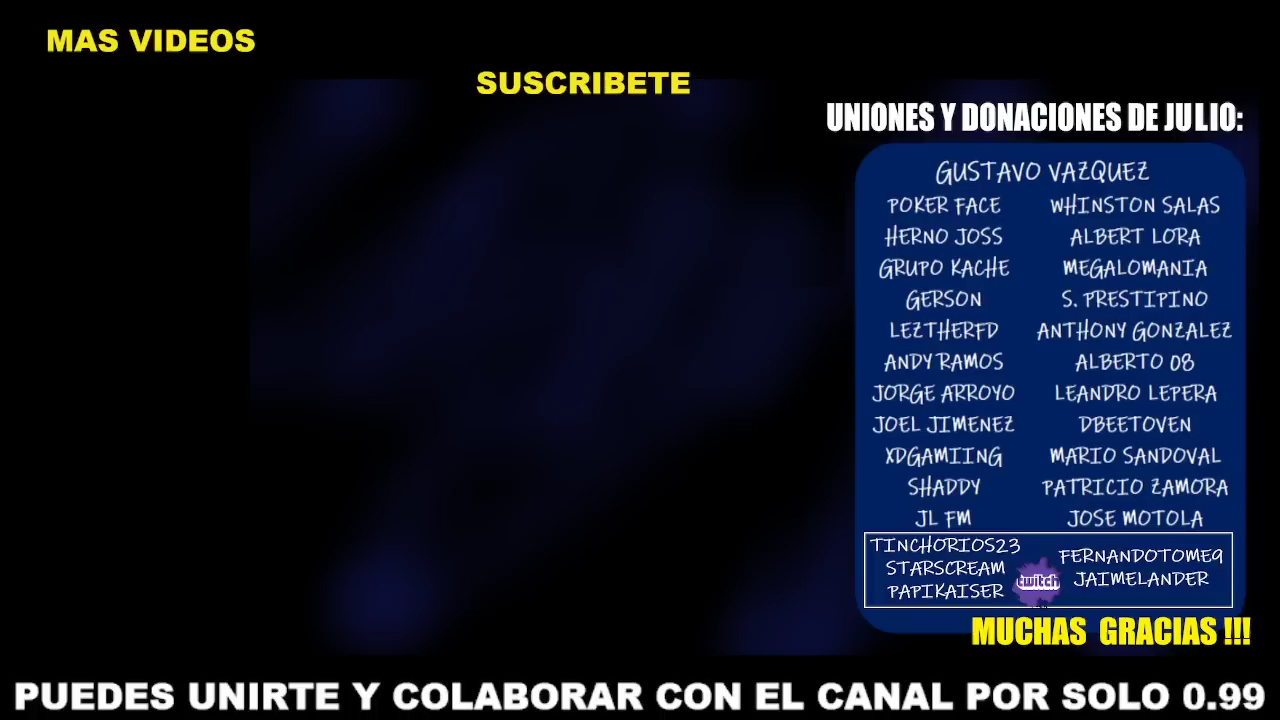 MAS VIDEOS
SUSCRIBETE
UNIONES Y DONACIONES DE JULIO:
GUSTAVO VAZQUEZ
POKER FACE WHINSTON SALAS
HERNO JOSS ALBERT LORA
GRUPO KACHE MEGALOMANIA
GERSON S. PRESTIPINO
LEZTHERFD ANTHONY GONZALEZ
ANDY RAMOS ALBERTO 08
JORGE ARROYO LEANDRO LEPERA
JOEL JIMENEZ DBEETOVEN
XDGAMIING MARIO SANDOVAL
SHADDY PATRICIO ZAMORA
JL FM JOSE MOTOLA
TINCHORIOS23 FERNANDOTOME9
STARSCREAM twitch JAIMELANDER
PAPIKAISER
MUCHAS GRACIAS !!!
PUEDES UNIRTE Y COLABORAR CON EL CANAL POR SOLO 0.99